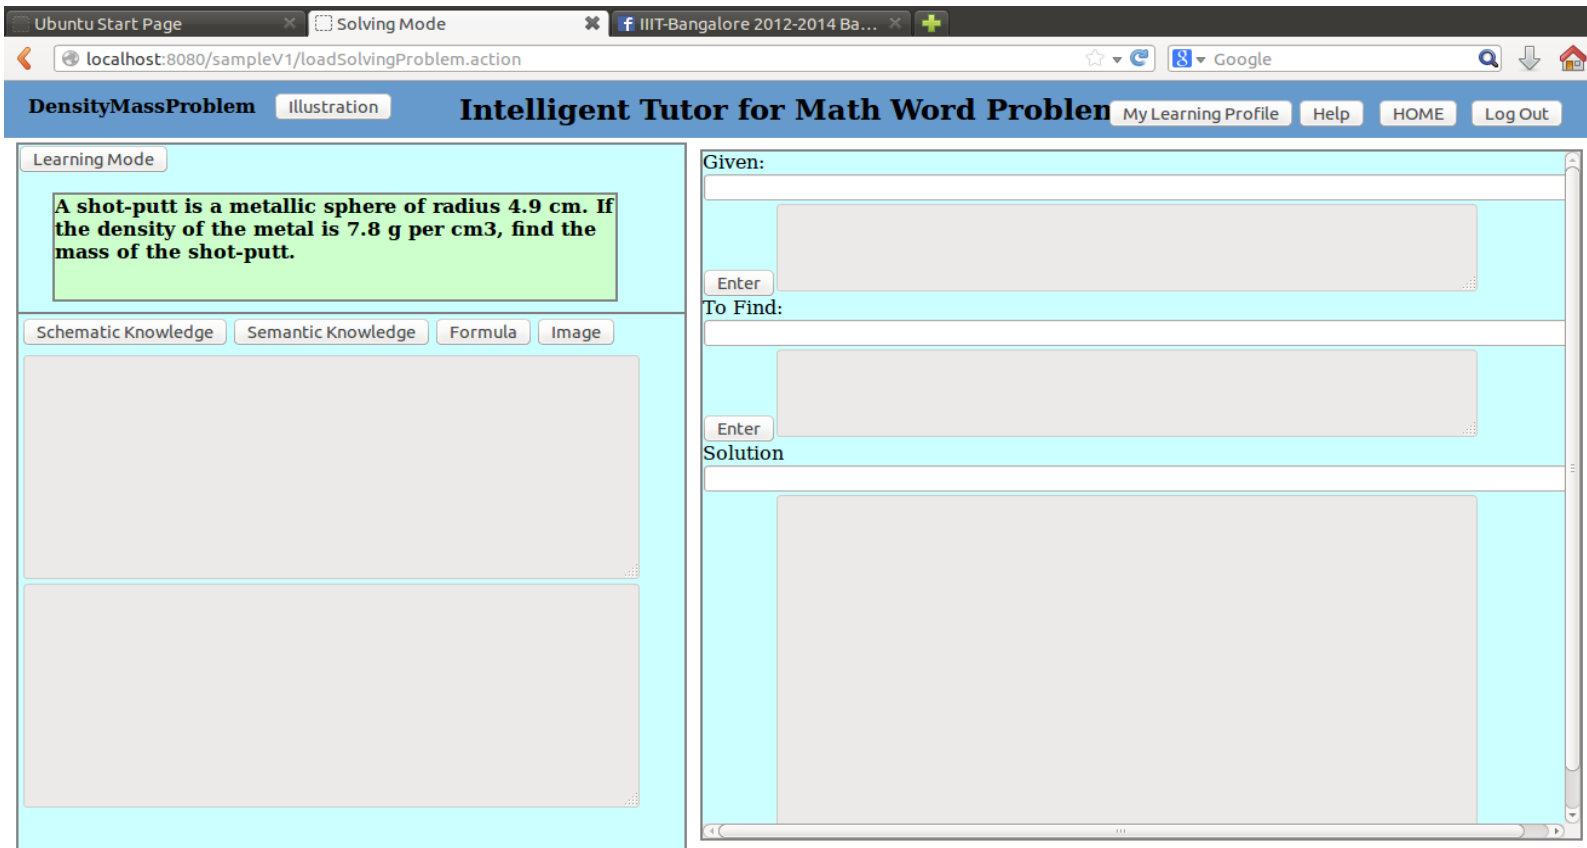 Ubuntu Start Page
Solving Mode
f IIIT-Bangalore 2012-2014 Ba...
localhost:8080/sampleV1/loadSolvingProblem.action
8 Google
DensityMassProblem Illustration Intelligent Tutor for Math Word Problem My Learning Profile Help HOME Log Out
Learning Mode
A shot-putt is a metallic sphere of radius 4.9 cm. If
the density of the metal is 7.8 g per cm3, find the
mass of the shot-putt.
Schematic Knowledge Semantic Knowledge Formula Image
Given:
Enter
To Find:
Enter
Solution